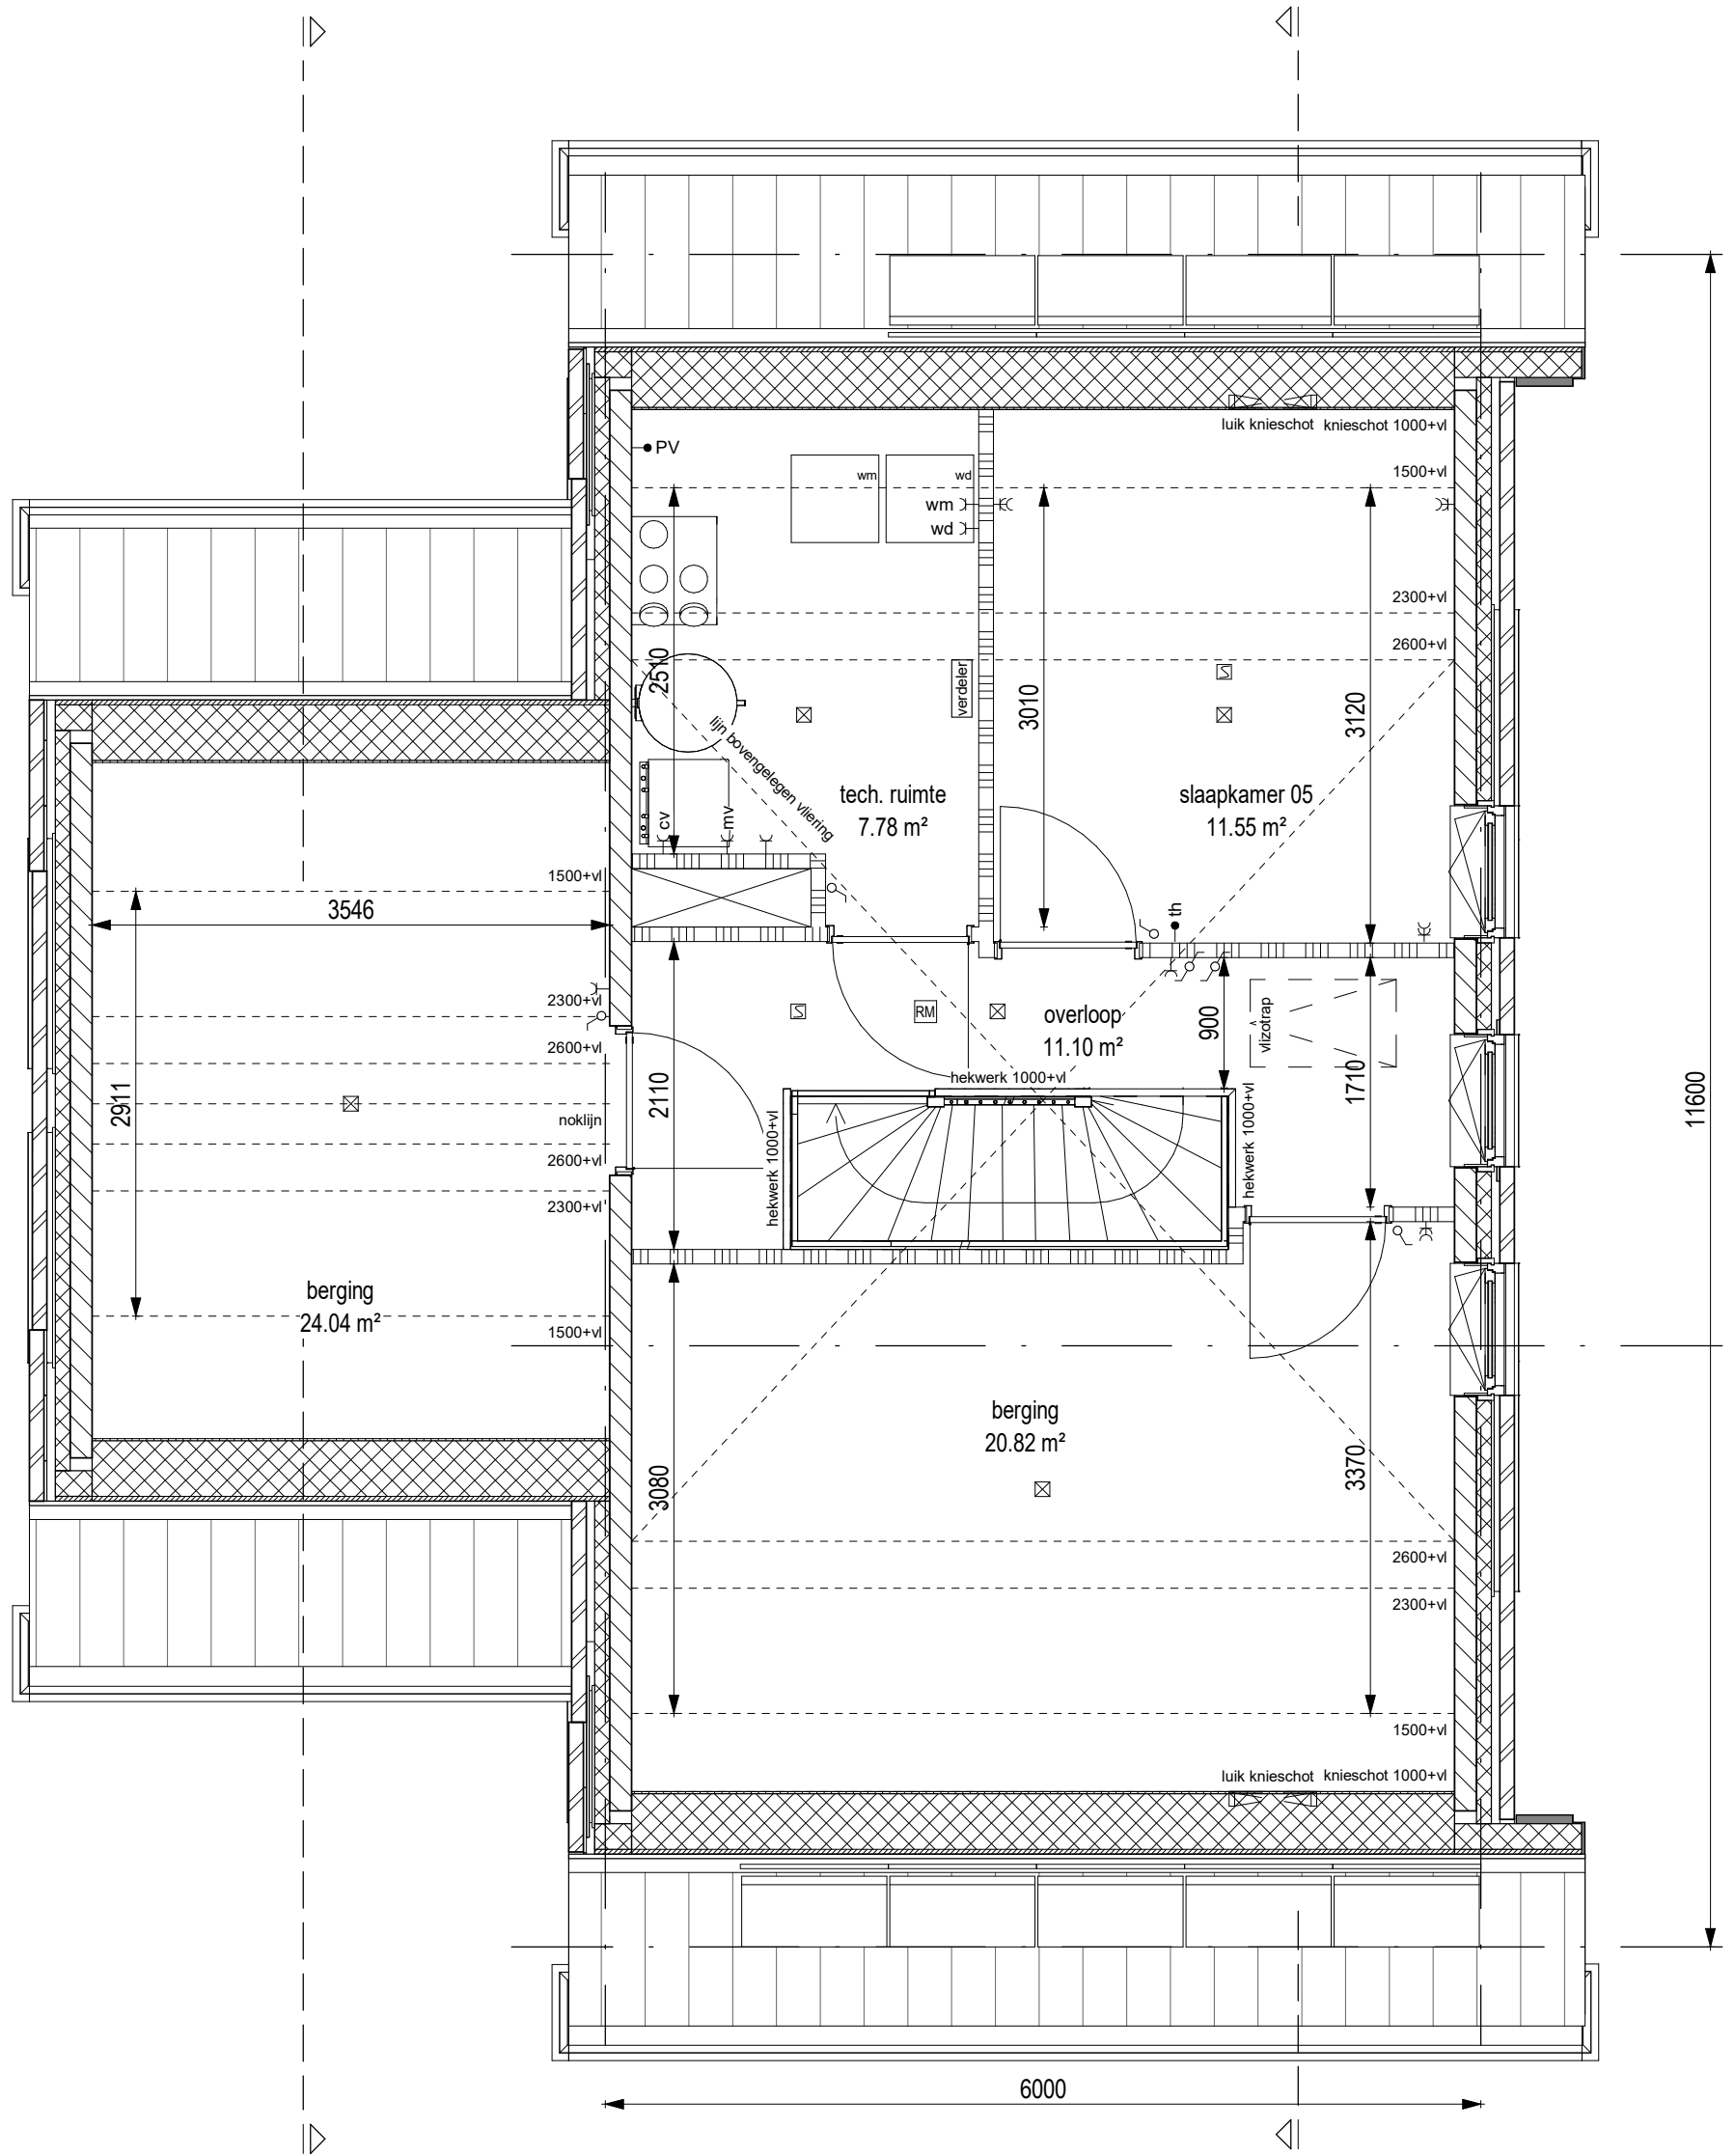 luik knieschot knieschot 1000+vl
PV
1500+vl
wm
wd
wm
wd
2300+vl
2600+vl
2510
verdeler
3010
3120
lijn bovengelegen vliering
tech. ruimte
7.78 m²
slaapkamer 05
11.55 m²
cv
mv
1500+vl
3546
th
11600
2300+vl
RM
overloop
11.10 m²
900
vlizotrap
2600+vl
hekwerk 1000+vl
2911
2110
1710
noklijn
hekwerk 1000+vl
hekwerk 1000+vl
2600+vl
2300+vl
berging
24.04 m²
1500+vl
berging
20.82 m²
3080
3370
2600+vl
2300+vl
1500+vl
luik knieschot knieschot 1000+vl
6000